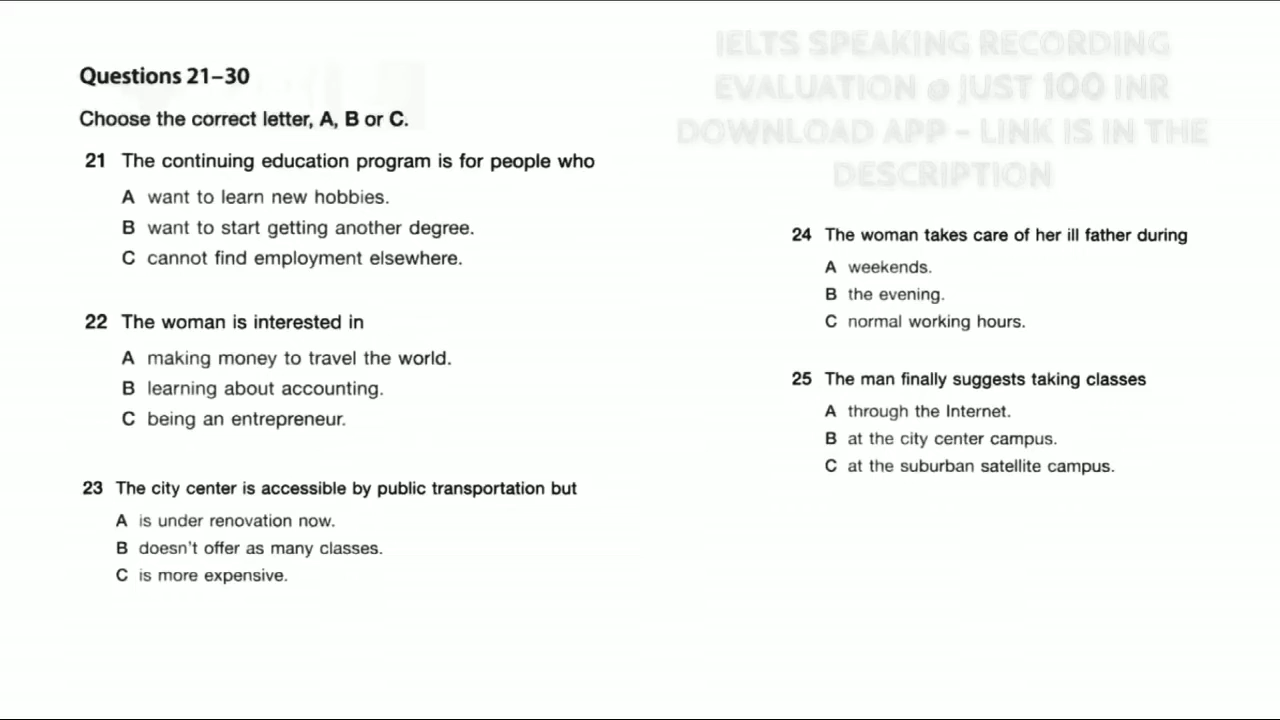 Questions 21–30
Choose the correct letter, A, B or C.
21 The continuing education program is for people who
A want to learn new hobbies.
B want to start getting another degree.
C cannot find employment elsewhere.
22 The woman is interested in
A making money to travel the world.
B learning about accounting.
C being an entrepreneur.
23 The city center is accessible by public transportation but
A is under renovation now.
B doesn't offer as many classes.
C is more expensive.
IELTS SPEAKING RECORDING
EVALUATION @ JUST 100 INR
DOWNLOAD APP - LINK IS IN THE
DESCRIPTION
24 The woman takes care of her ill father during
A weekends.
B the evening.
C normal working hours.
25 The man finally suggests taking classes
A through the Internet.
B at the city center campus.
C at the suburban satellite campus.